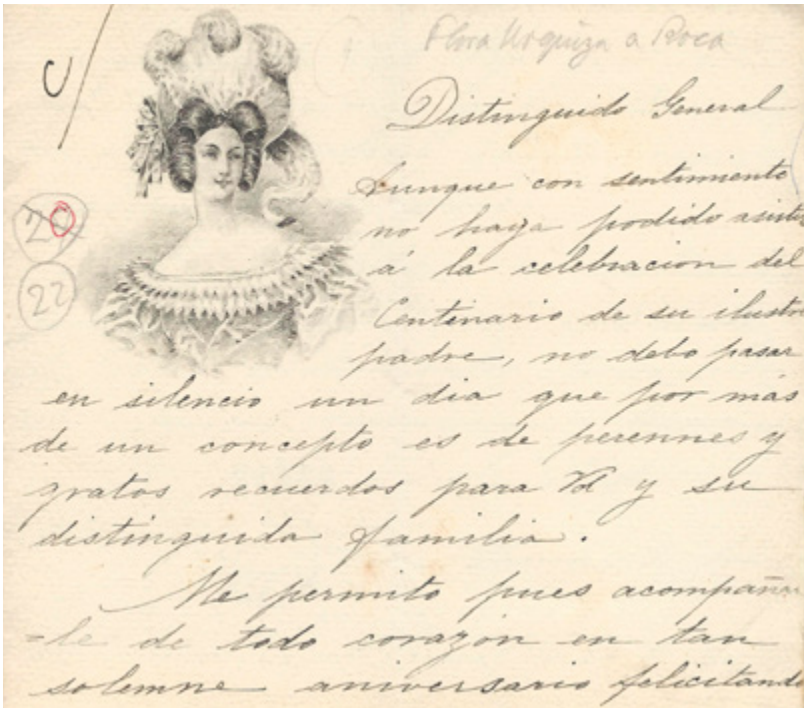 c/
Flora Urquiza a Roca
20
22
Distinguido General
Aunque con sentimiento
no haya podido asistir
á la celebracion del
Centenario de su ilustre
padre, no debo pasar
en silencio un dia que por más
de un concepto es de perennes y
gratos recuerdos para Vd y su
distinguida familia.
Me permito pues acompañar
=le de todo corazón en tan
solemne aniversario felicitando